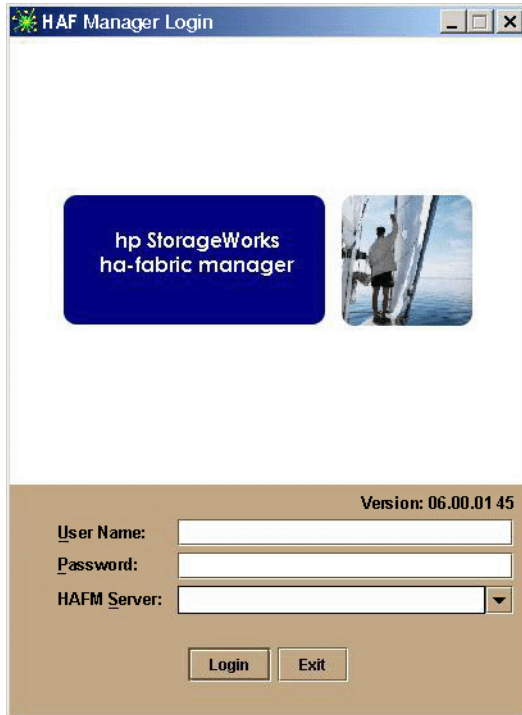 HAF Manager Login
hp StorageWorks
ha-fabric manager
Version: 06.00.01 45
User Name:
Password:
HAFM Server:
Login Exit